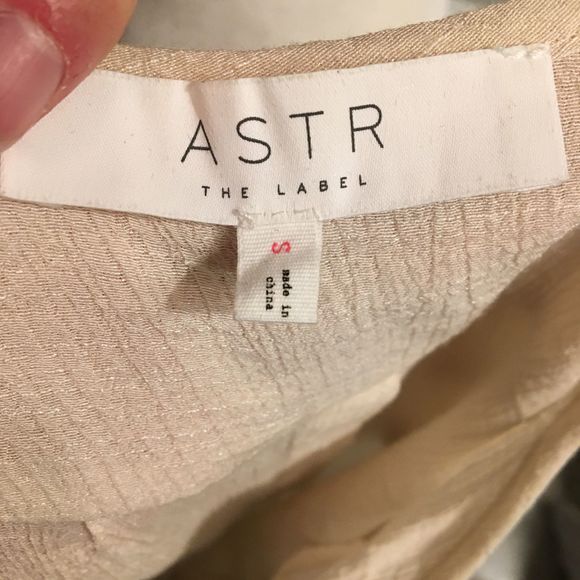 ASTR
THE LABEL
S
made in
china